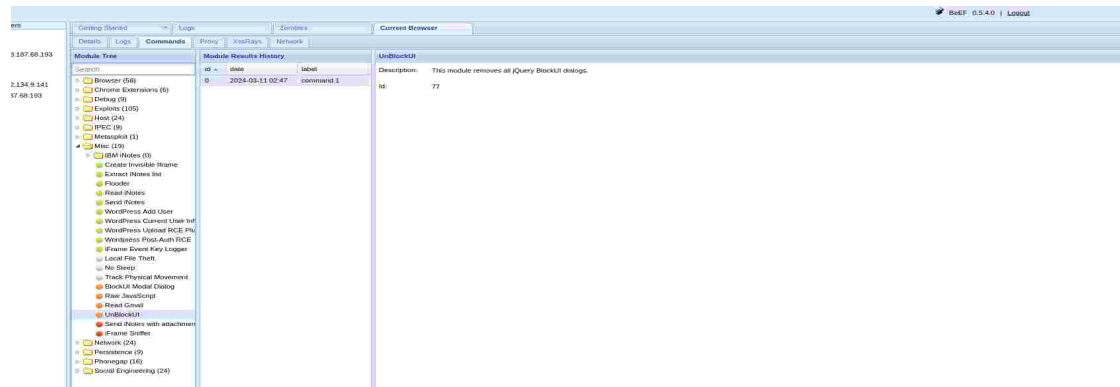 BeEF 0.5.4.0 | Logout
ers
Getting Started Logs Zombies Current Browser
Details Logs Commands Proxy XssRays Network
Module Tree
Search
Browser (58)
Chrome Extensions (6)
Debug (9)
Exploits (105)
Host (24)
IPEC (9)
Metasploit (1)
Misc (19)
IBM iNotes (0)
Create Invisible Iframe
Extract iNotes list
Flooder
Read iNotes
Send iNotes
WordPress Add User
WordPress Current User Inf
WordPress Upload RCE Plu
Wordpress Post-Auth RCE
iFrame Event Key Logger
Local File Theft
No Sleep
Track Physical Movement
BlockUI Modal Dialog
Raw JavaScript
Read Gmail
UnBlockUI
Send iNotes with attachmen
iFrame Sniffer
Network (24)
Persistence (9)
Phonegap (16)
Social Engineering (24)
Module Results History
id date label
0 2024-03-11 02:47 command 1
UnBlockUI
Description: This module removes all jQuery BlockUI dialogs.
Id: 77
.187.68.193
2.134.9.141
37.68.193